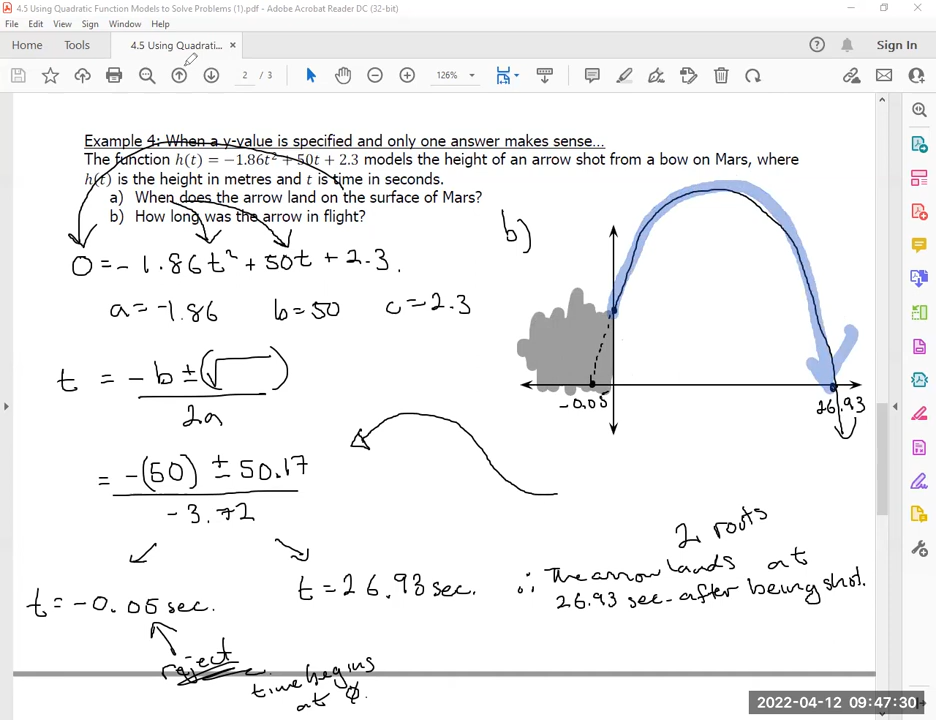 4.5 Using Quadratic Function Models to Solve Problems (1).pdf - Adobe Acrobat Reader DC (32-bit)
File Edit View Sign Window Help
Home Tools 4.5 Using Quadrati... × Sign In
2 / 3 126%
Example 4: When a y-value is specified and only one answer makes sense...
The function h(t) = −1.86t² + 50t + 2.3 models the height of an arrow shot from a bow on Mars, where
h(t) is the height in metres and t is time in seconds.
a) When does the arrow land on the surface of Mars?
b) How long was the arrow in flight?
b)
0 = - 1.86t² + 50t + 2.3.
a = -1.86 b = 50 c = 2.3
t = -b ± (√ )
2a
-0.05
26.93
= -(50) ± 50.17
-3.72
2 roots
t = -0.05 sec.
t = 26.93 sec.
∴ The arrow lands at
26.93 sec. after being shot.
reject
time begins
at 0.
2022-04-12 09:47:30